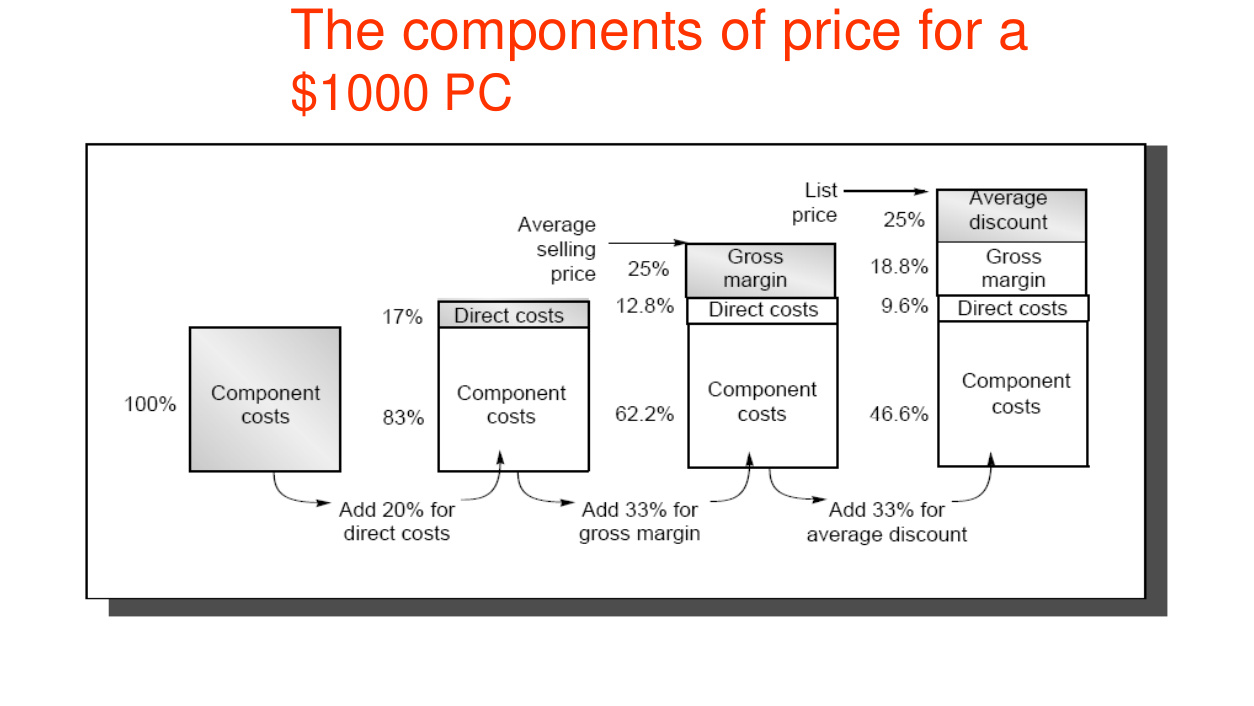 The components of price for a
$1000 PC
100%
Component
costs
Add 20% for
direct costs
17%
83%
Direct costs
Component
costs
Add 33% for
gross margin
Average
selling
price
25%
12.8%
62.2%
Gross
margin
Direct costs
Component
costs
Add 33% for
average discount
List
price
25%
18.8%
9.6%
46.6%
Average
discount
Gross
margin
Direct costs
Component
costs